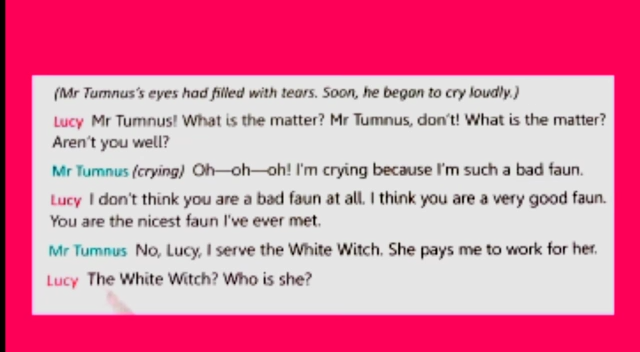 (Mr Tumnus's eyes had filled with tears. Soon, he began to cry loudly.)
Lucy Mr Tumnus! What is the matter? Mr Tumnus, don't! What is the matter?
Aren't you well?
Mr Tumnus (crying) Oh—oh—oh! I'm crying because I'm such a bad faun.
Lucy I don't think you are a bad faun at all. I think you are a very good faun.
You are the nicest faun I've ever met.
Mr Tumnus No, Lucy, I serve the White Witch. She pays me to work for her.
Lucy The White Witch? Who is she?